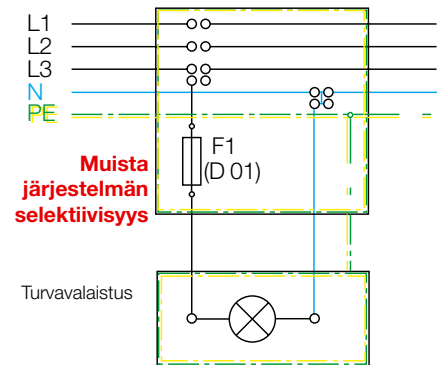 L1
L2
L3
N
PE
F1
(D 01)
Muista
järjestelmän
selektiivisyys
Turvavalaistus